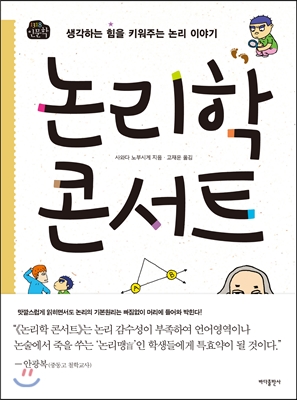 지식은 내 친구
인문학
생각하는 힘을 키워주는 논리 이야기
논리학
콘서트
사와다 노부시게 지음 · 고재운 옮김
A
B
맛깔스럽게 읽히면서도 논리의 기본원리는 빠짐없이 머리에 들어와 박힌다!
“《논리학 콘서트》는 논리 감수성이 부족하여 언어영역이나
논술에서 죽을 쑤는 ‘논리맹盲’인 학생들에게 특효약이 될 것이다.”
— 안광복(중동고 철학교사)
바다출판사
yes